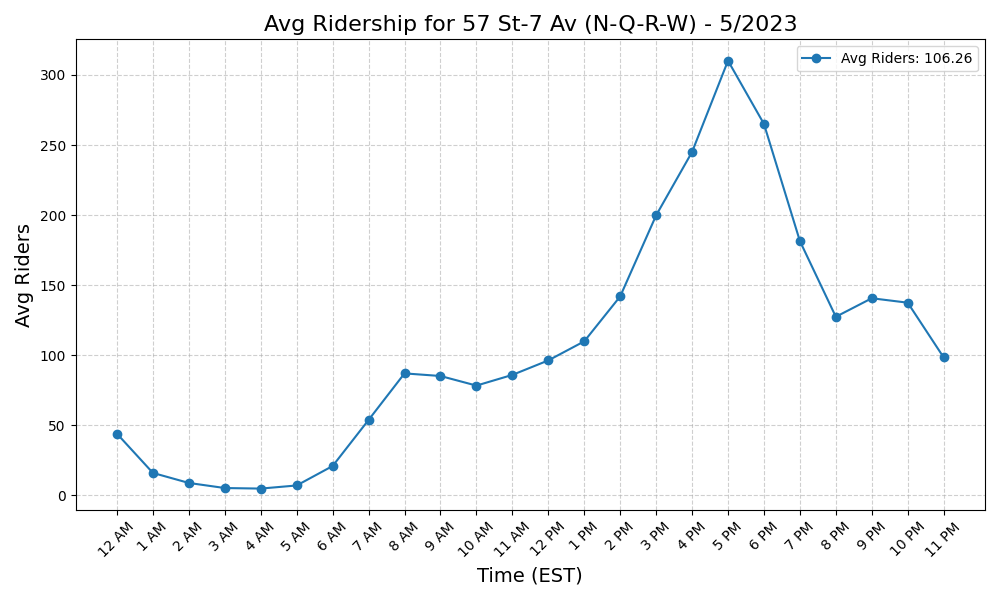 Avg Ridership for 57 St-7 Av (N-Q-R-W) - 5/2023
Avg Riders: 106.26
Avg Riders
300
250
200
150
100
50
0
12 AM
1 AM
2 AM
3 AM
4 AM
5 AM
6 AM
7 AM
8 AM
9 AM
10 AM
11 AM
12 PM
1 PM
2 PM
3 PM
4 PM
5 PM
6 PM
7 PM
8 PM
9 PM
10 PM
11 PM
Time (EST)